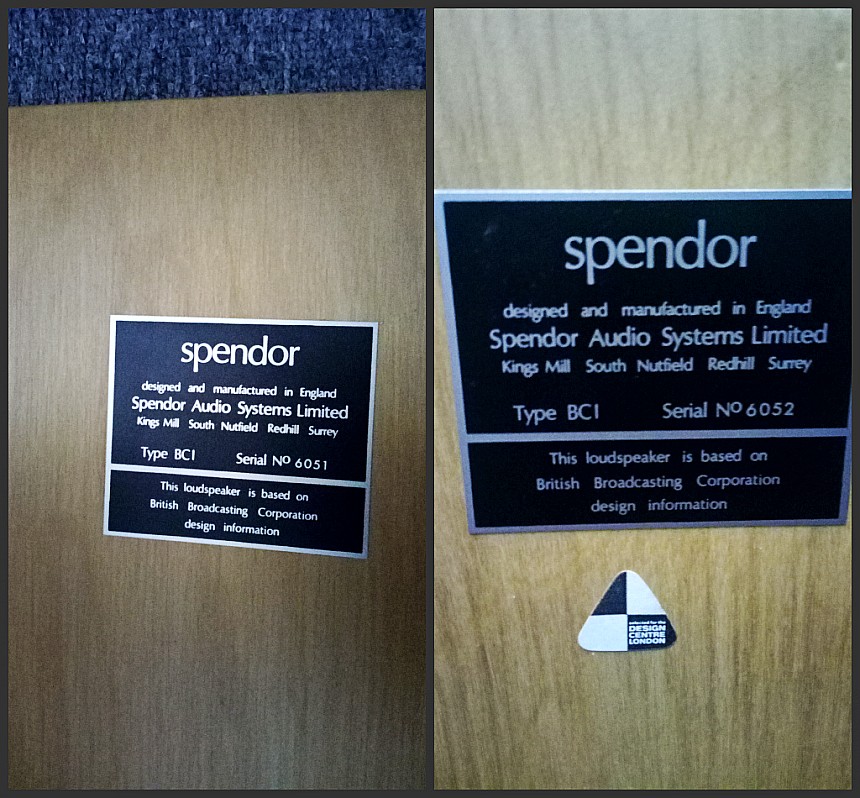 spendor
designed and manufactured in England
Spendor Audio Systems Limited
Kings Mill South Nutfield Redhill Surrey
Type BC1 Serial Nº 6051
This loudspeaker is based on
British Broadcasting Corporation
design information
spendor
designed and manufactured in England
Spendor Audio Systems Limited
Kings Mill South Nutfield Redhill Surrey
Type BC1 Serial Nº 6052
This loudspeaker is based on
British Broadcasting Corporation
design information
selected for the
DESIGN
CENTRE
LONDON